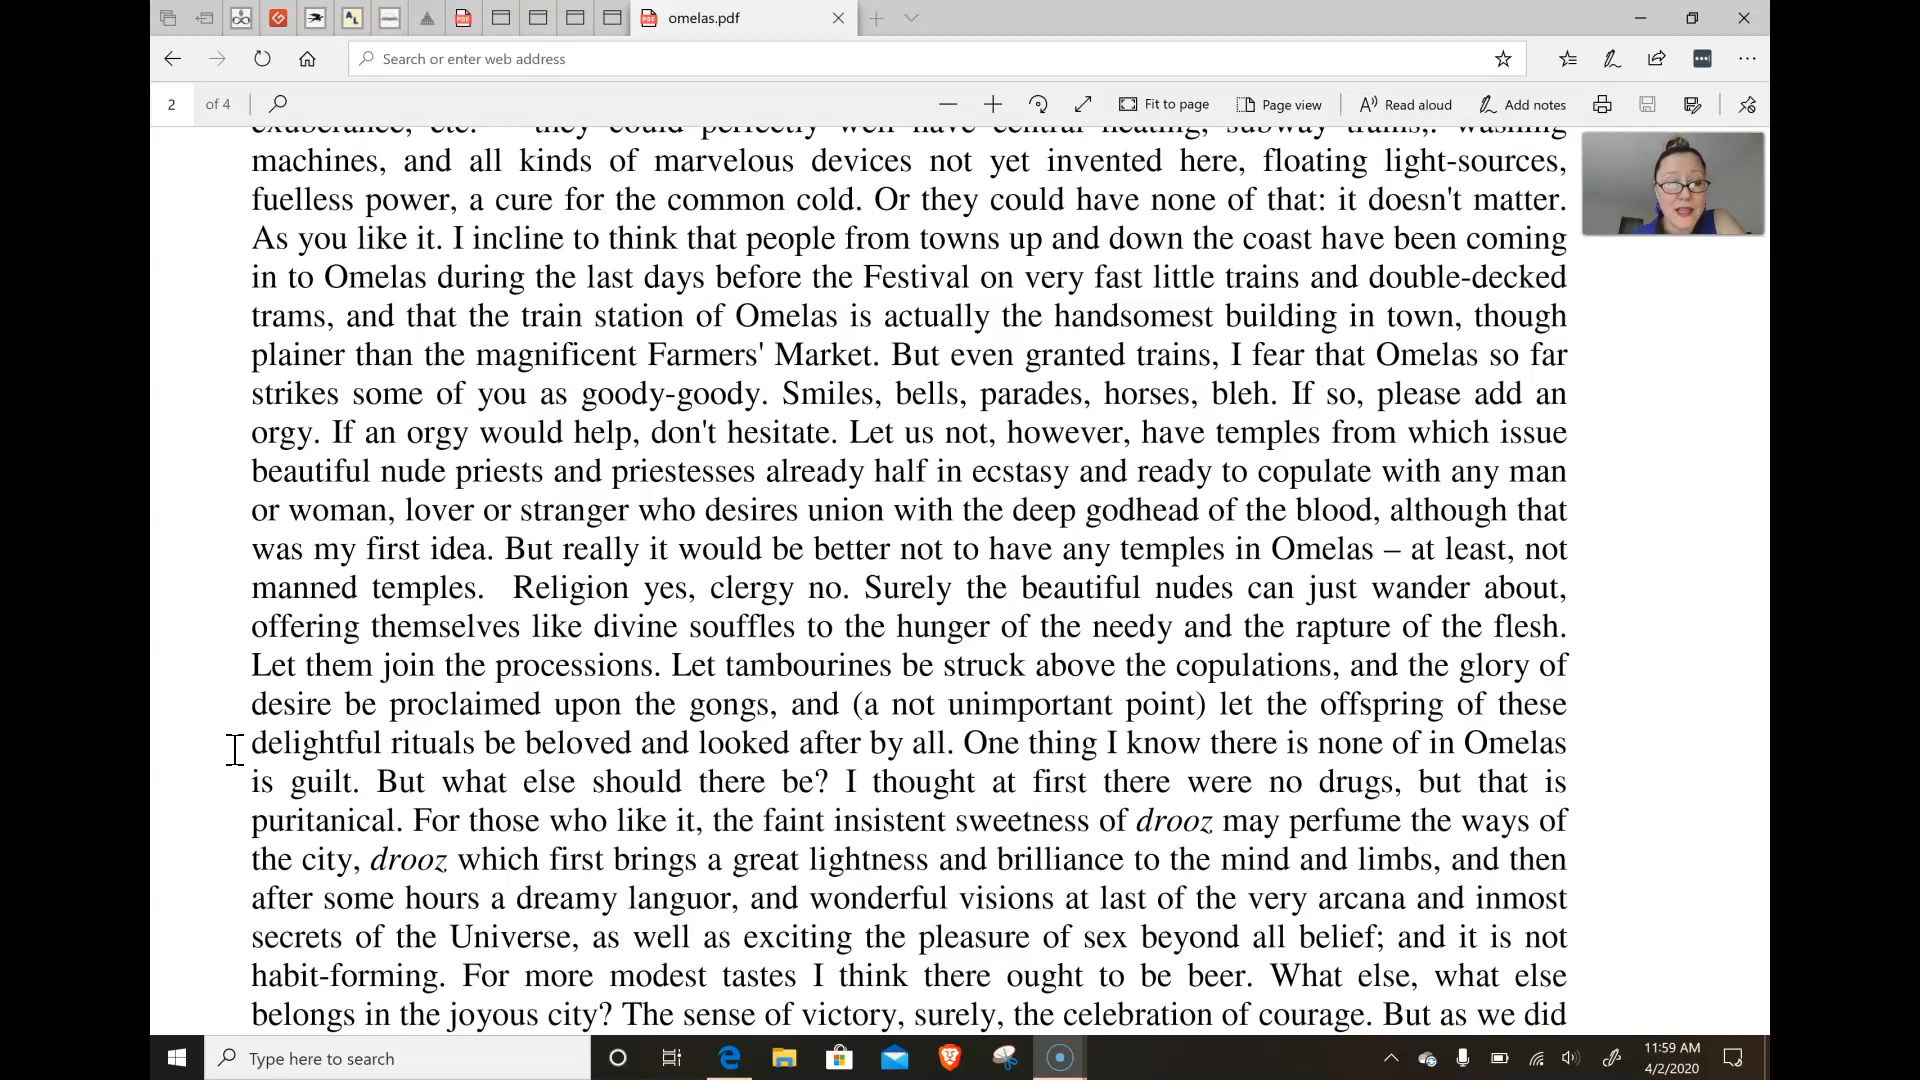 omelas.pdf
Search or enter web address
2 of 4
Fit to page
Page view
Read aloud
Add notes
exuberance, etc. they could perfectly well have central heating, subway trains,. washing
machines, and all kinds of marvelous devices not yet invented here, floating light-sources,
fuelless power, a cure for the common cold. Or they could have none of that: it doesn't matter.
As you like it. I incline to think that people from towns up and down the coast have been coming
in to Omelas during the last days before the Festival on very fast little trains and double-decked
trams, and that the train station of Omelas is actually the handsomest building in town, though
plainer than the magnificent Farmers' Market. But even granted trains, I fear that Omelas so far
strikes some of you as goody-goody. Smiles, bells, parades, horses, bleh. If so, please add an
orgy. If an orgy would help, don't hesitate. Let us not, however, have temples from which issue
beautiful nude priests and priestesses already half in ecstasy and ready to copulate with any man
or woman, lover or stranger who desires union with the deep godhead of the blood, although that
was my first idea. But really it would be better not to have any temples in Omelas – at least, not
manned temples.  Religion yes, clergy no. Surely the beautiful nudes can just wander about,
offering themselves like divine souffles to the hunger of the needy and the rapture of the flesh.
Let them join the processions. Let tambourines be struck above the copulations, and the glory of
desire be proclaimed upon the gongs, and (a not unimportant point) let the offspring of these
delightful rituals be beloved and looked after by all. One thing I know there is none of in Omelas
is guilt. But what else should there be? I thought at first there were no drugs, but that is
puritanical. For those who like it, the faint insistent sweetness of drooz may perfume the ways of
the city, drooz which first brings a great lightness and brilliance to the mind and limbs, and then
after some hours a dreamy languor, and wonderful visions at last of the very arcana and inmost
secrets of the Universe, as well as exciting the pleasure of sex beyond all belief; and it is not
habit-forming. For more modest tastes I think there ought to be beer. What else, what else
belongs in the joyous city? The sense of victory, surely, the celebration of courage. But as we did
Type here to search
11:59 AM
4/2/2020